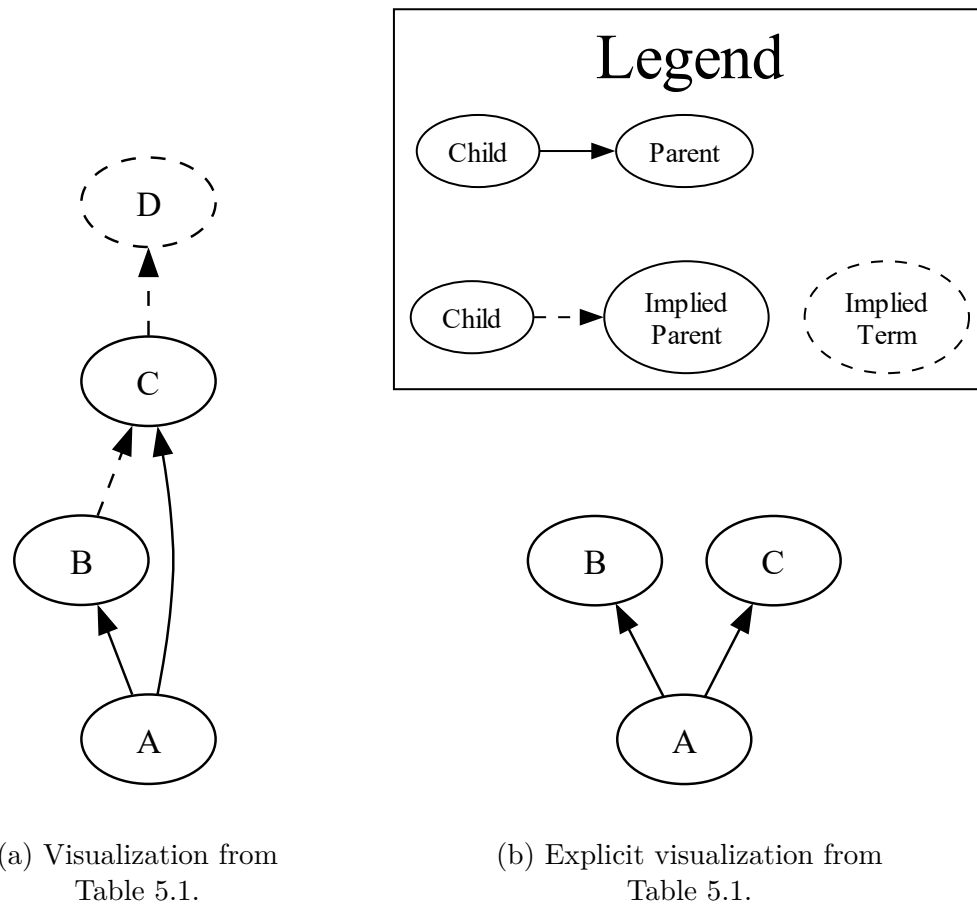 Legend
Child
Parent
Child
Implied
Parent
Implied
Term
D
C
B
A
B
C
A
a) Visualization from
Table 5.1.
(b) Explicit visualization from
Table 5.1.